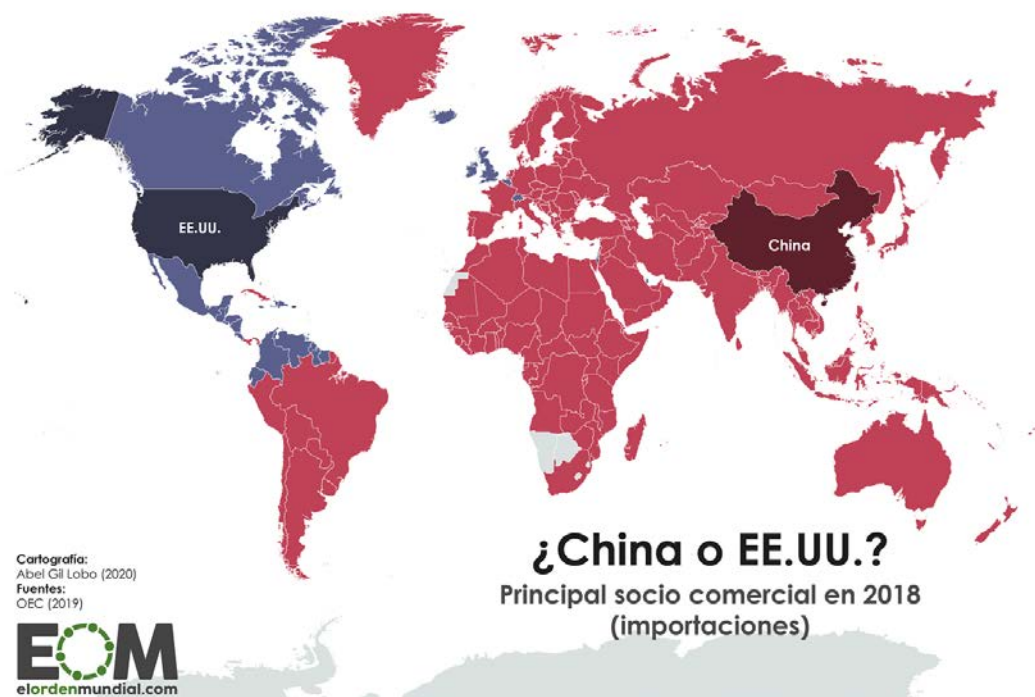 EE.UU.
China
¿China o EE.UU.?
Principal socio comercial en 2018
(importaciones)
Cartografía:
Abel Gil Lobo (2020)
Fuentes:
OEC (2019)
EOM
elordenmundial.com